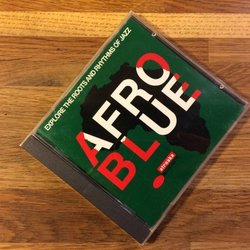 EXPLORE THE ROOTS AND RHYTHMS OF JAZZ
AFRO
BLUE